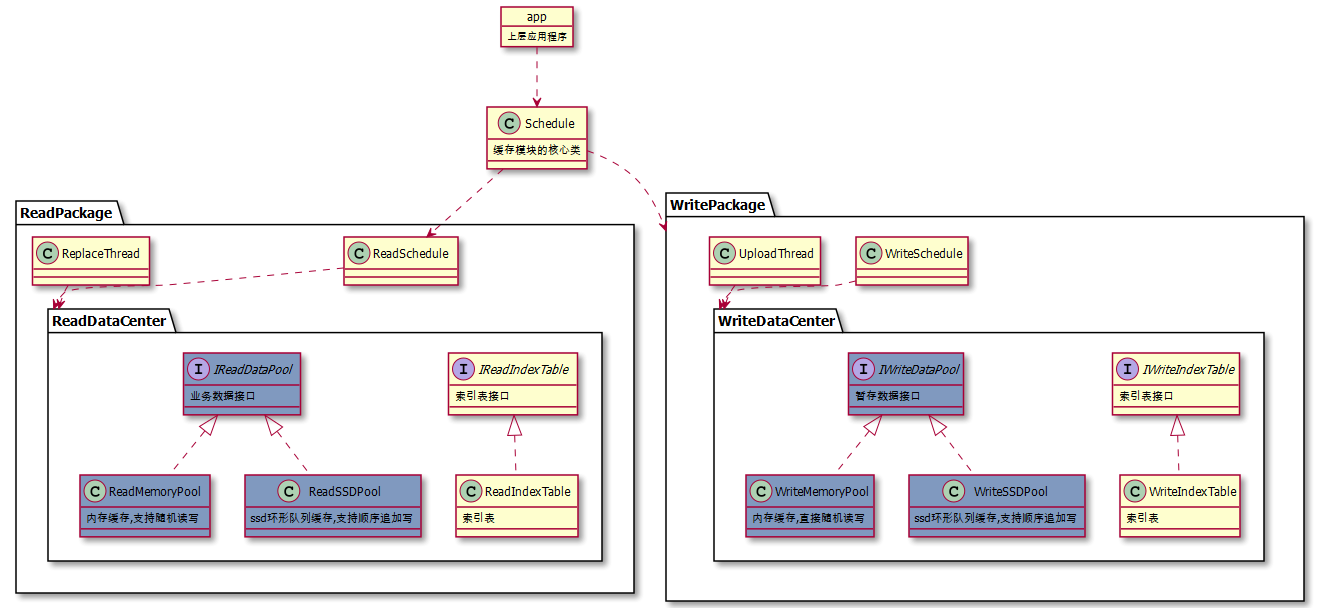 app
上层应用程序
C Schedule
缓存模块的核心类
ReadPackage
WritePackage
C ReplaceThread
C ReadSchedule
C UploadThread
C WriteSchedule
ReadDataCenter
WriteDataCenter
I IReadDataPool
业务数据接口
I IReadIndexTable
索引表接口
I IWriteDataPool
暂存数据接口
I IWriteIndexTable
索引表接口
C ReadMemoryPool
内存缓存,支持随机读写
C ReadSSDPool
ssd环形队列缓存,支持顺序追加写
C ReadIndexTable
索引表
C WriteMemoryPool
内存缓存,直接随机读写
C WriteSSDPool
ssd环形队列缓存,支持顺序追加写
C WriteIndexTable
索引表